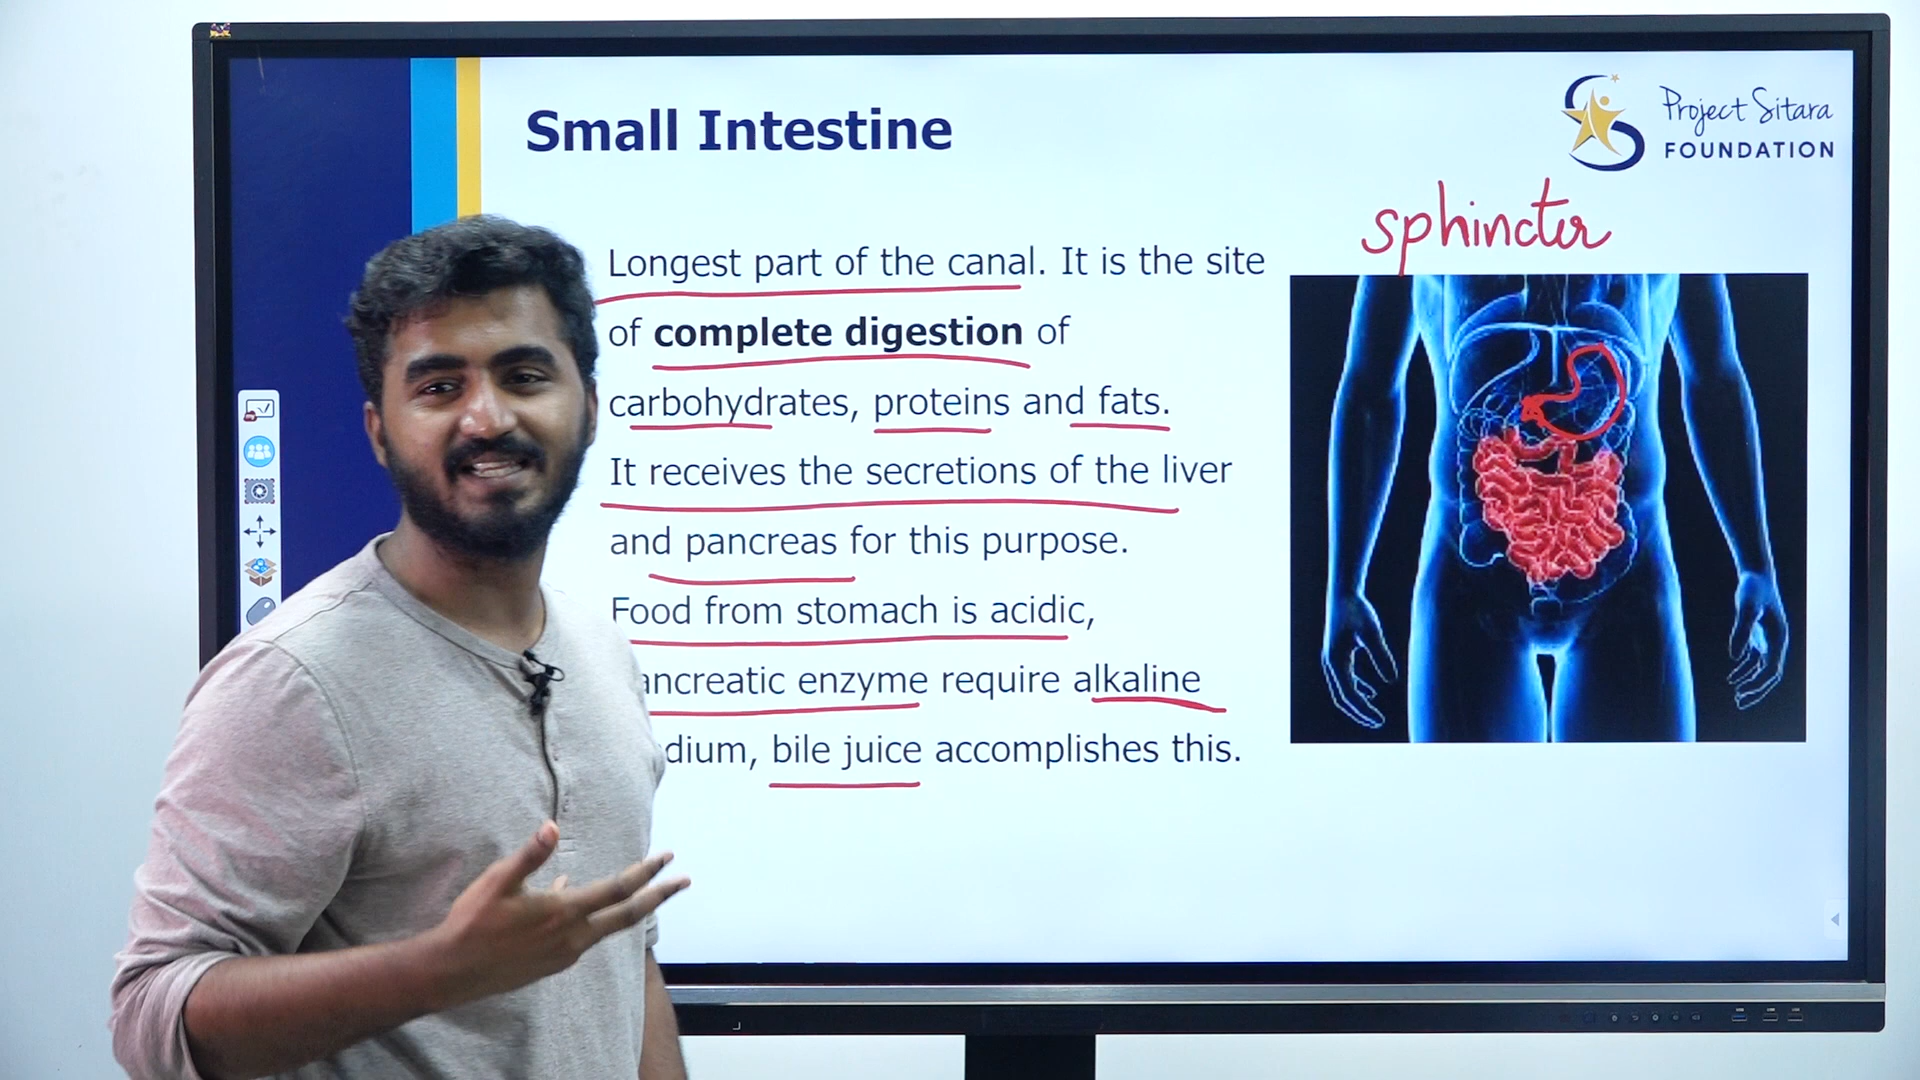 Small Intestine
Project Sitara
FOUNDATION
sphincter
Longest part of the canal. It is the site
of complete digestion of
carbohydrates, proteins and fats.
It receives the secretions of the liver
and pancreas for this purpose.
Food from stomach is acidic,
ancreatic enzyme require alkaline
dium, bile juice accomplishes this.